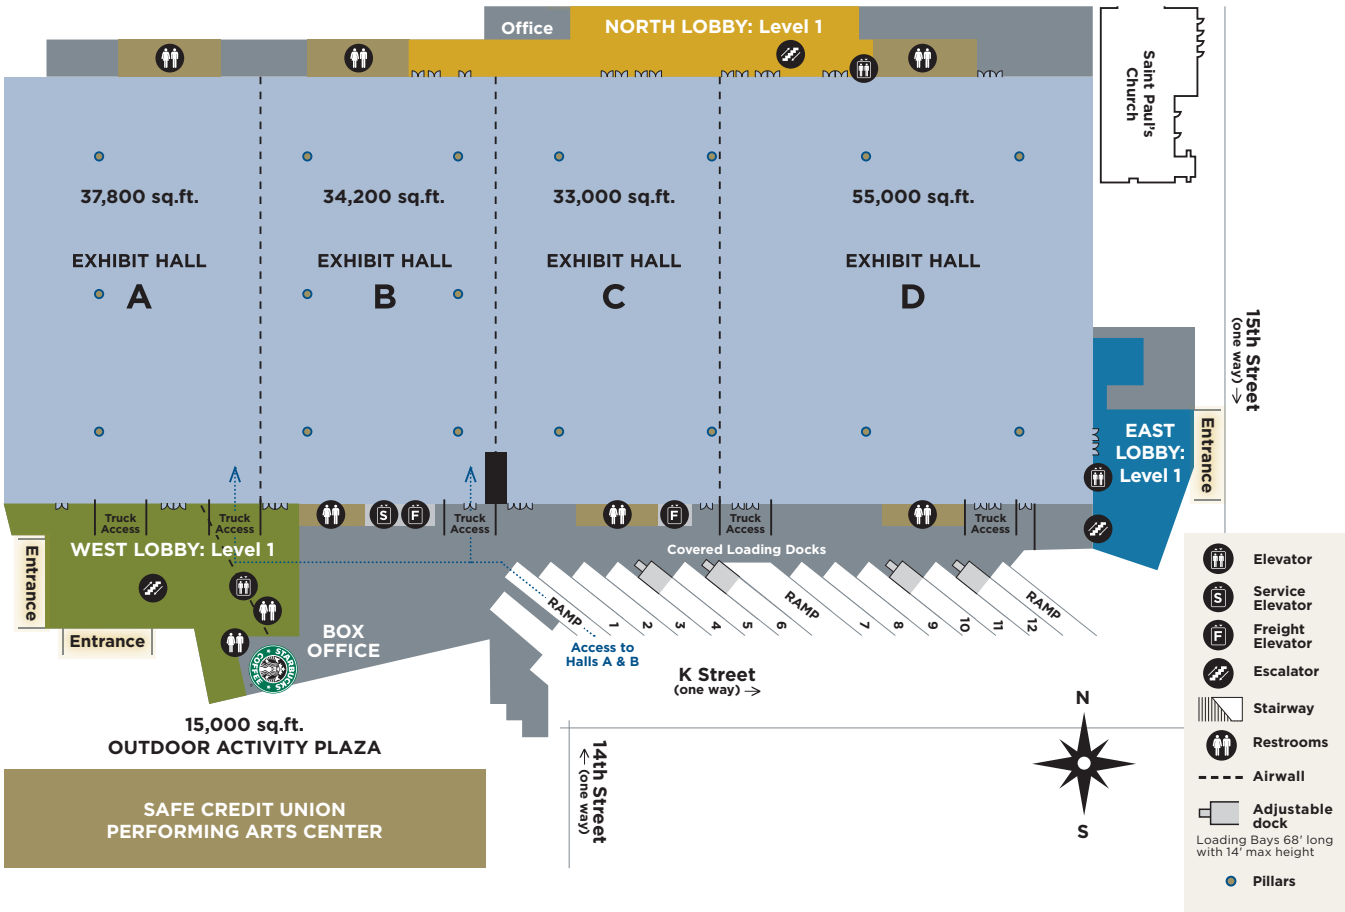 Office
NORTH LOBBY: Level 1
Saint Paul's
Church
37,800 sq.ft.
34,200 sq.ft.
33,000 sq.ft.
55,000 sq.ft.
EXHIBIT HALL
A
EXHIBIT HALL
B
EXHIBIT HALL
C
EXHIBIT HALL
D
15th Street
(one way)
EAST
LOBBY:
Level 1
Entrance
Truck
Access
Truck
Access
S
F
Truck
Access
F
Truck
Access
Truck
Access
WEST LOBBY: Level 1
Covered Loading Docks
Entrance
Entrance
BOX
OFFICE
STARBUCKS
COFFEE
RAMP
1
2
3
4
5
6
RAMP
7
8
9
10
11
12
RAMP
Access to
Halls A & B
K Street
(one way)
14th Street
(one way)
15,000 sq.ft.
OUTDOOR ACTIVITY PLAZA
SAFE CREDIT UNION
PERFORMING ARTS CENTER
N
S
Elevator
S
Service
Elevator
F
Freight
Elevator
Escalator
Stairway
Restrooms
Airwall
Adjustable
dock
Loading Bays 68' long
with 14' max height
Pillars